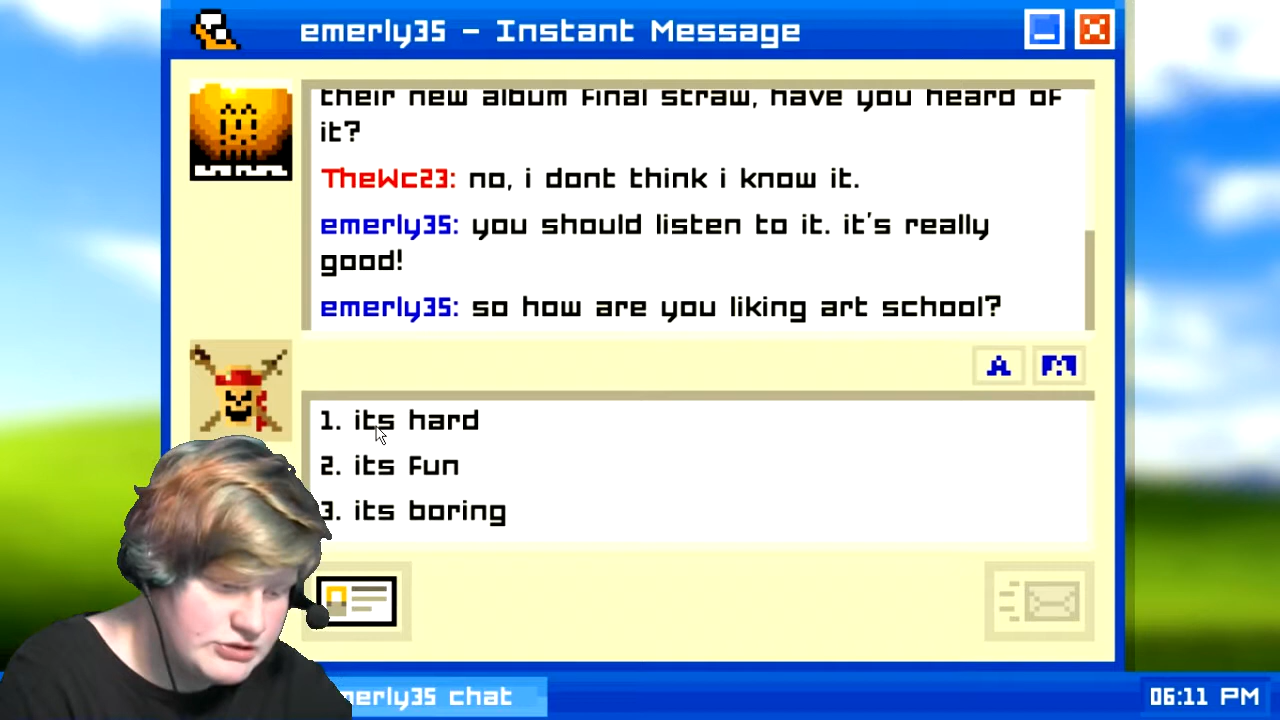 emerly35 - Instant Message
their new album final straw, have you heard of
it?
TheWc23: no, i dont think i know it.
emerly35: you should listen to it. it's really
good!
emerly35: so how are you liking art school?
A
1. its hard
2. its fun
3. its boring
merly35 chat
06:11 PM